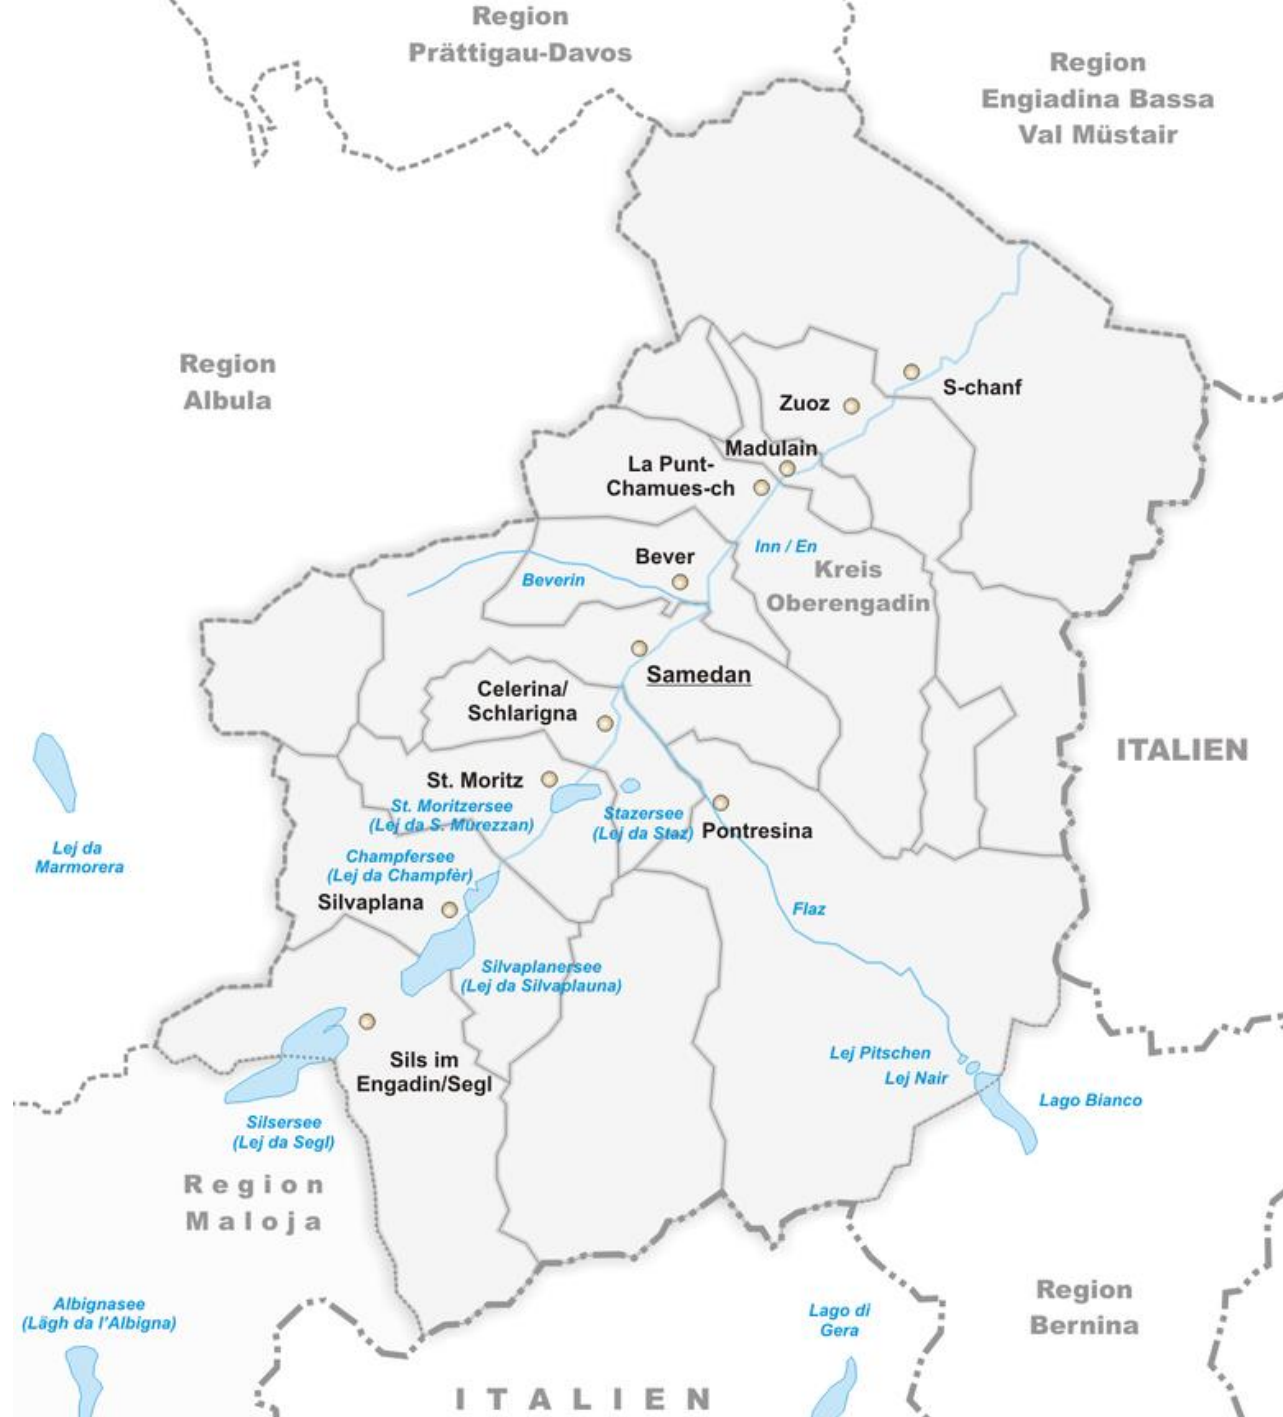 Region
Prättigau-Davos
Region
Engiadina Bassa
Val Müstair
Region
Albula
S-chanf
Zuoz
Madulain
La Punt-
Chamues-ch
Inn / En
Bever
Kreis
Oberengadin
Beverin
Samedan
Celerina/
Schlarigna
ITALIEN
St. Moritz
St. Moritzersee
(Lej da S. Murezzan)
Stazersee
(Lej da Staz)
Pontresina
Lej da
Marmorera
Champfersee
(Lej da Champfèr)
Silvaplana
Flaz
Silvaplanersee
(Lej da Silvaplauna)
Sils im
Engadin/Segl
Lej Pitschen
Lej Nair
Lago Bianco
Silsersee
(Lej da Segl)
Region
Maloja
Region
Bernina
Albignasee
(Lägh da l'Albigna)
Lago di
Gera
ITALIEN